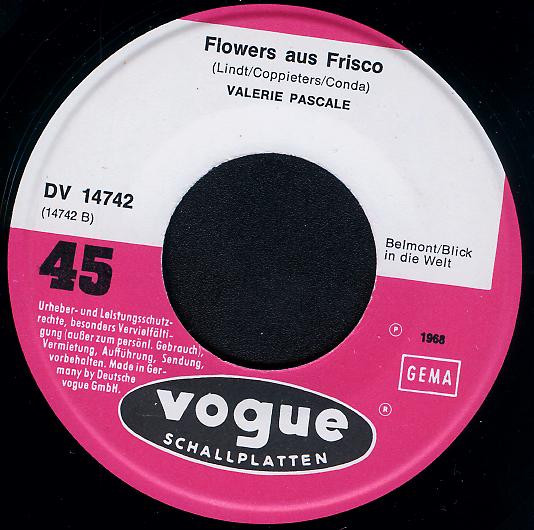 Flowers aus Frisco
(Lindt/Coppieters/Conda)
VALERIE PASCALE
DV 14742
(14742 B)
Belmont/Blick
in die Welt
45
Urheber- und Leistungsschutz-
rechte, besonders Vervielfälti-
gung (außer zum persönl. Gebrauch),
Vermietung, Aufführung, Sendung,
vorbehalten. Made in Ger-
many by Deutsche
vogue GmbH.
℗ 1968
GEMA
vogue ®
SCHALLPLATTEN